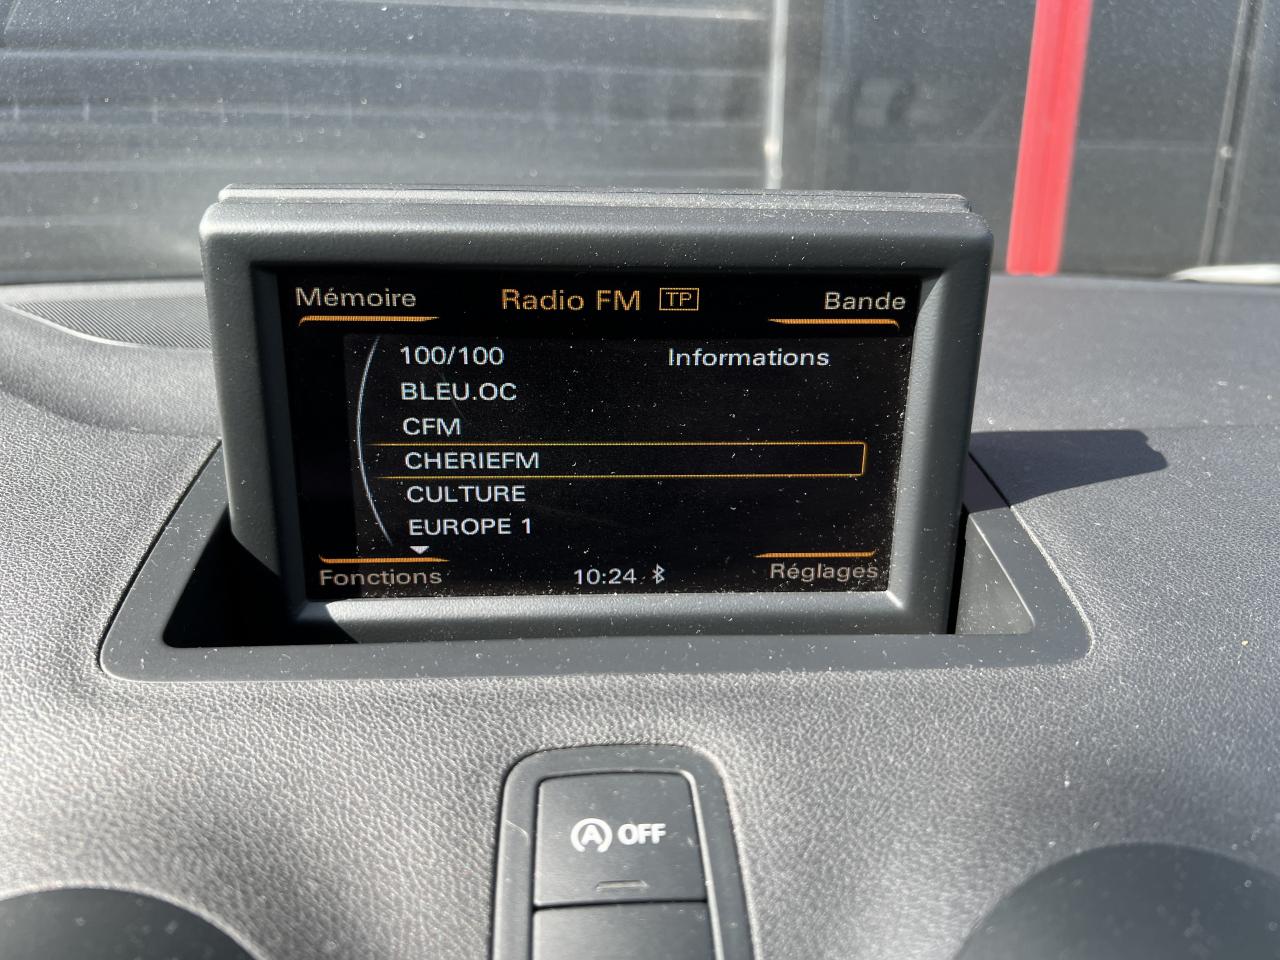 Mémoire Radio FM TP Bande
100/100 Informations
BLEU.OC
CFM
CHERIEFM
CULTURE
EUROPE 1
Fonctions 10:24 Réglages
A OFF